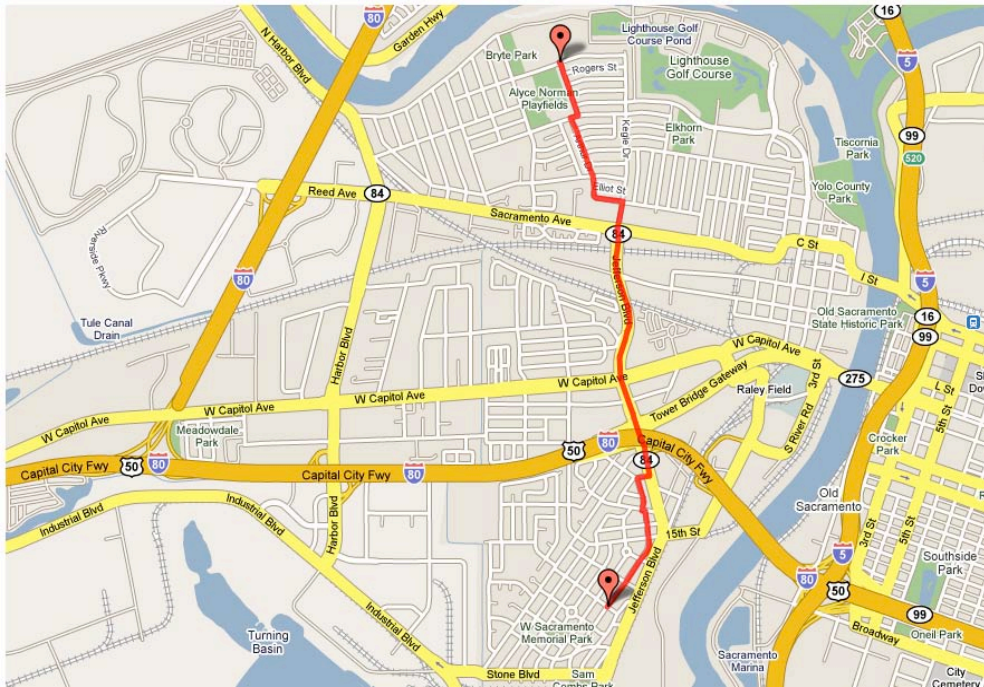 80
Garden Hwy
N Harbor Blvd
Bryte Park
Lighthouse Golf
Course Pond
16
5
Rogers St
Lighthouse
Golf Course
Alyce Norman
Playfields
Kegle Dr
Elkhorn
Park
99
520
Tiscornia
Park
Reed Ave
84
Elliot St
Yolo County
Park
Sacramento Ave
84
C St
I St
Riverside Pkwy
80
5
Jefferson Blvd
Tule Canal
Drain
Harbor Blvd
Old Sacramento
State Historic Park
16
99
W Capitol Ave
W Capitol Ave
W Capitol Ave
W Capitol Ave
Tower Bridge Gateway
Raley Field
3rd St
275
L St
5th St
S River Rd
Meadowdale
Park
Crocker
Park
Capital City Fwy
50
80
Capital City Fwy
80
50
80
Capital City Fwy
84
Industrial Blvd
Industrial Blvd
Harbor Blvd
15th St
Old
Sacramento
3rd St
5th St
5
Southside
Park
Jefferson Blvd
80
50
99
W Sacramento
Memorial Park
Industrial Blvd
Turning
Basin
Broadway
Oneil Park
Stone Blvd
Sam
Combs Park
Sacramento
Marina
City
Cemetery